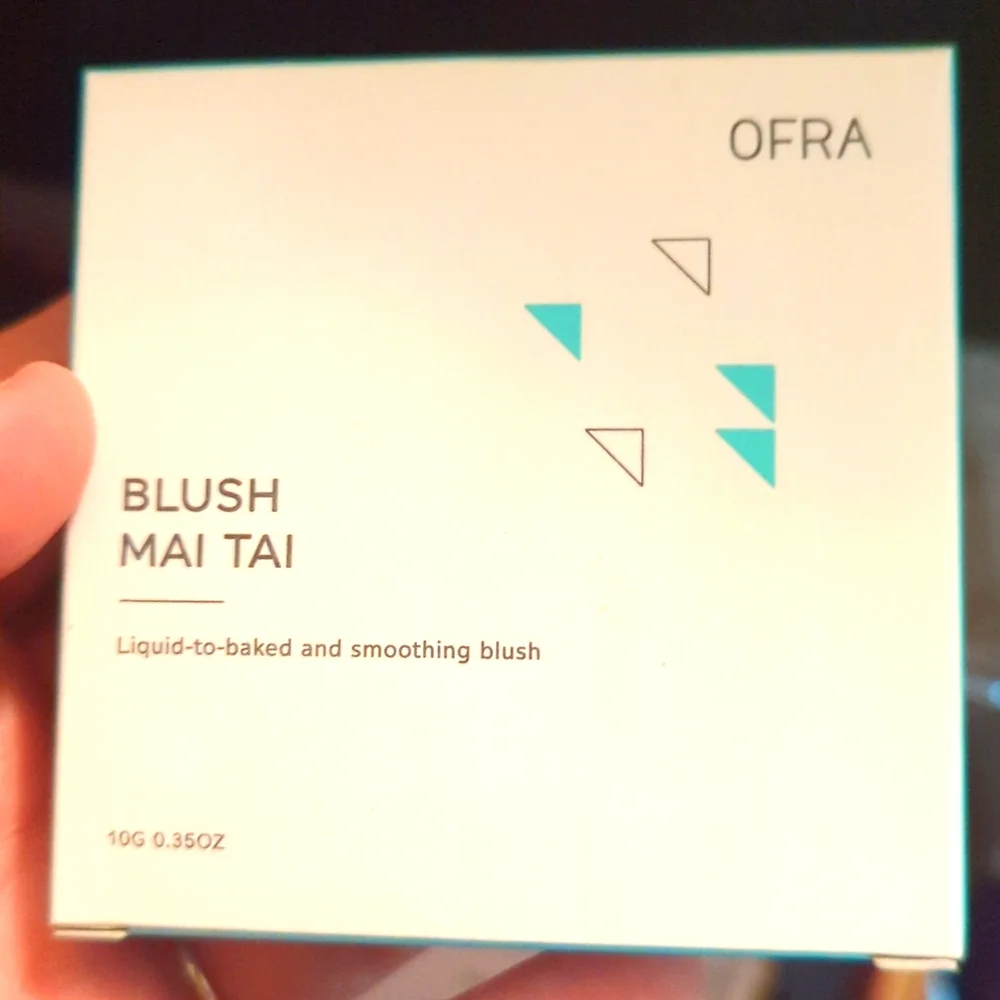 OFRA
BLUSH
MAI TAI
Liquid-to-baked and smoothing blush
10G 0.35OZ